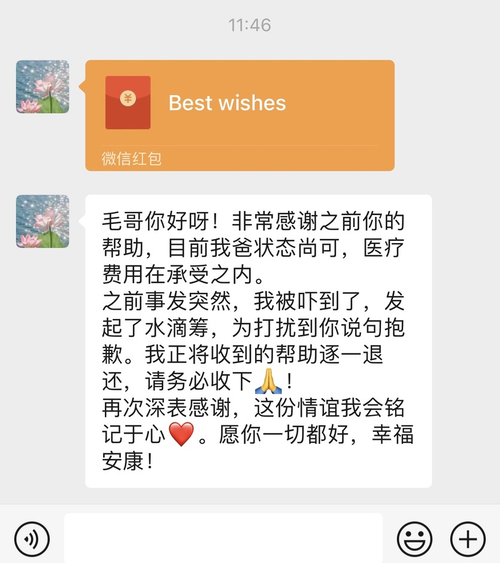 11:46
Best wishes
微信红包
毛哥你好呀！非常感谢之前你的
帮助，目前我爸状态尚可，医疗
费用在承受之内。
之前事发突然，我被吓到了，发
起了水滴筹，为打扰到你说句抱
歉。我正将收到的帮助逐一退
还，请务必收下🙏！
再次深表感谢，这份情谊我会铭
记于心❤️。愿你一切都好，幸福
安康！